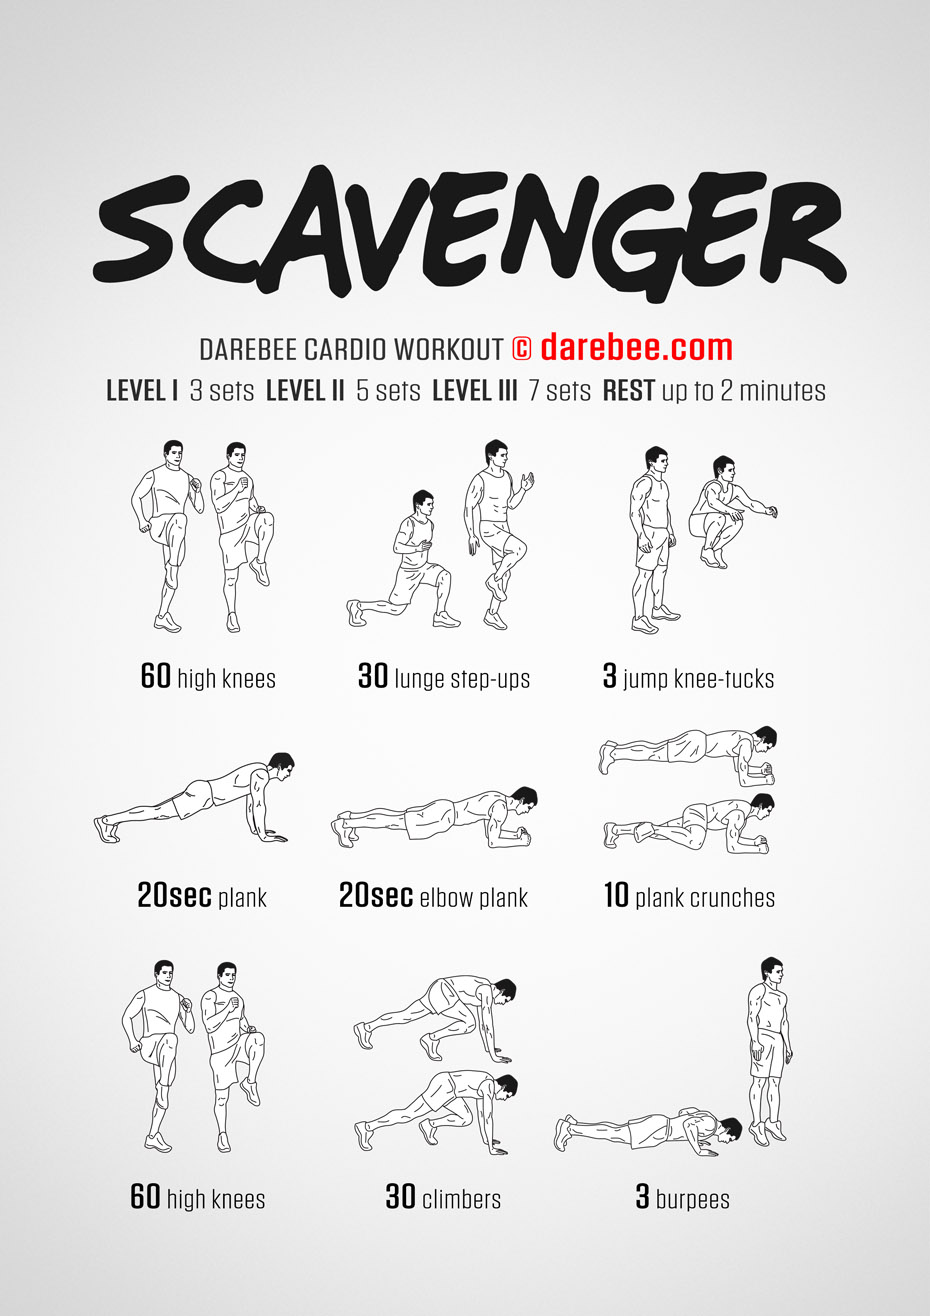 SCAVENGER
DAREBEE CARDIO WORKOUT © darebee.com
LEVEL I 3 sets LEVEL II 5 sets LEVEL III 7 sets REST up to 2 minutes
60 high knees
30 lunge step-ups
3 jump knee-tucks
20sec plank
20sec elbow plank
10 plank crunches
60 high knees
30 climbers
3 burpees